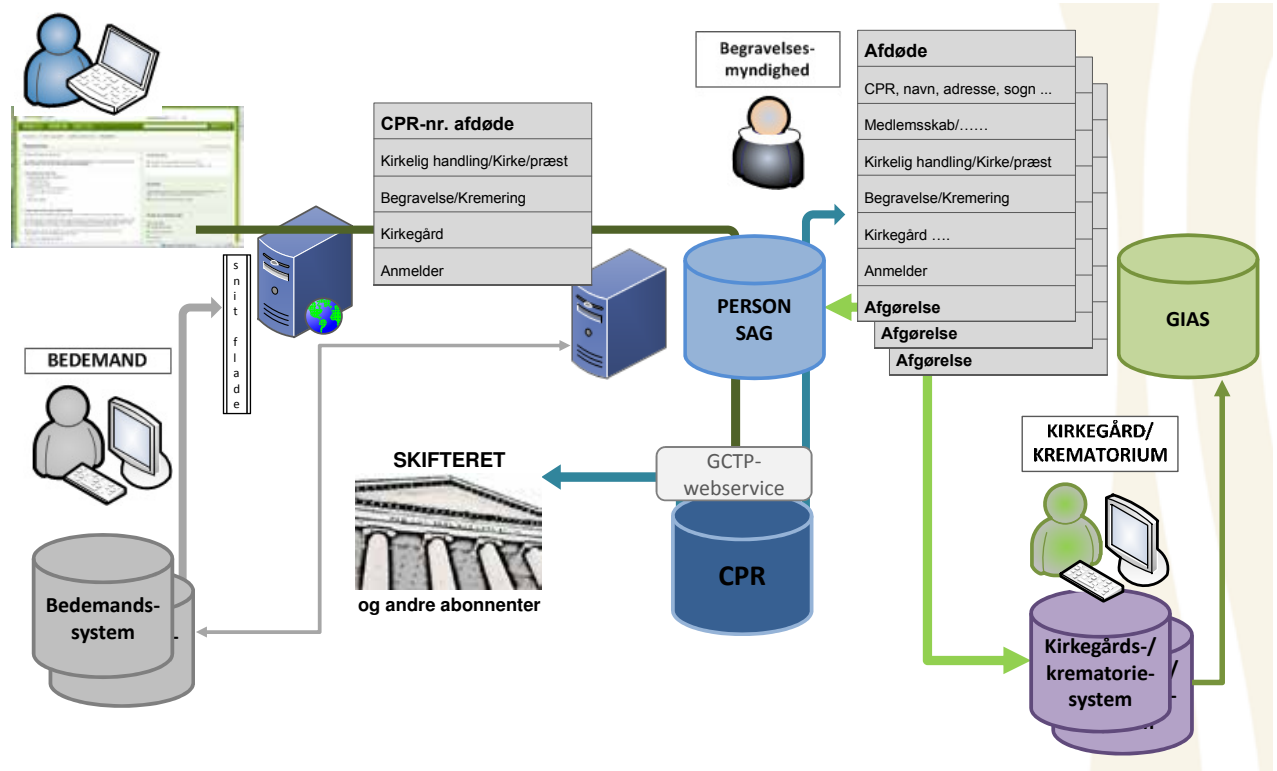 Begravelses-
myndighed
Afdøde
CPR, navn, adresse, sogn ...
Medlemsskab/......
Kirkelig handling/Kirke/præst
Begravelse/Kremering
Kirkegård ....
Anmelder
Afgørelse
Afgørelse
Afgørelse
CPR-nr. afdøde
Kirkelig handling/Kirke/præst
Begravelse/Kremering
Kirkegård
Anmelder
snit flade
PERSON
SAG
GIAS
BEDEMAND
SKIFTERET
og andre abonnenter
GCTP-
webservice
CPR
KIRKEGÅRD/
KREMATORIUM
Bedemands-
system
Kirkegårds-/
krematorie-
system